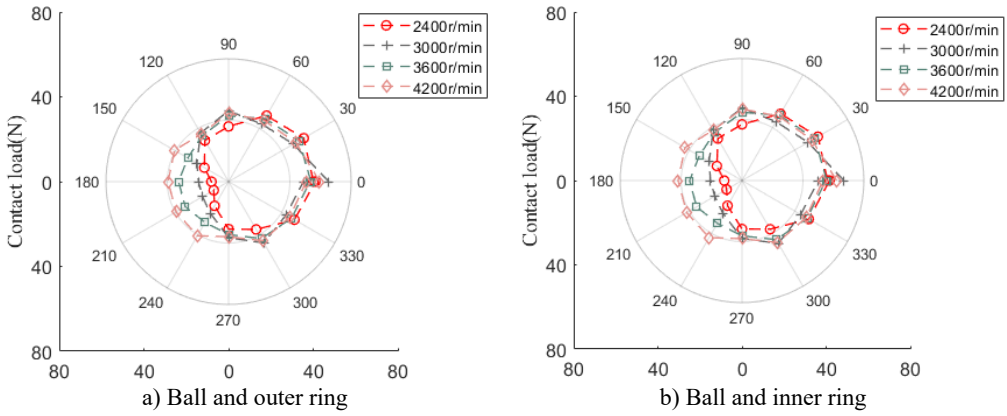 80
40
0
40
80
Contact load(N)
80 40 0 40 80
90
60
30
0
330
300
270
240
210
180
150
120
2400r/min
3000r/min
3600r/min
4200r/min
a) Ball and outer ring
80
40
0
40
80
Contact load(N)
80 40 0 40 80
90
60
30
0
330
300
270
240
210
180
150
120
2400r/min
3000r/min
3600r/min
4200r/min
b) Ball and inner ring